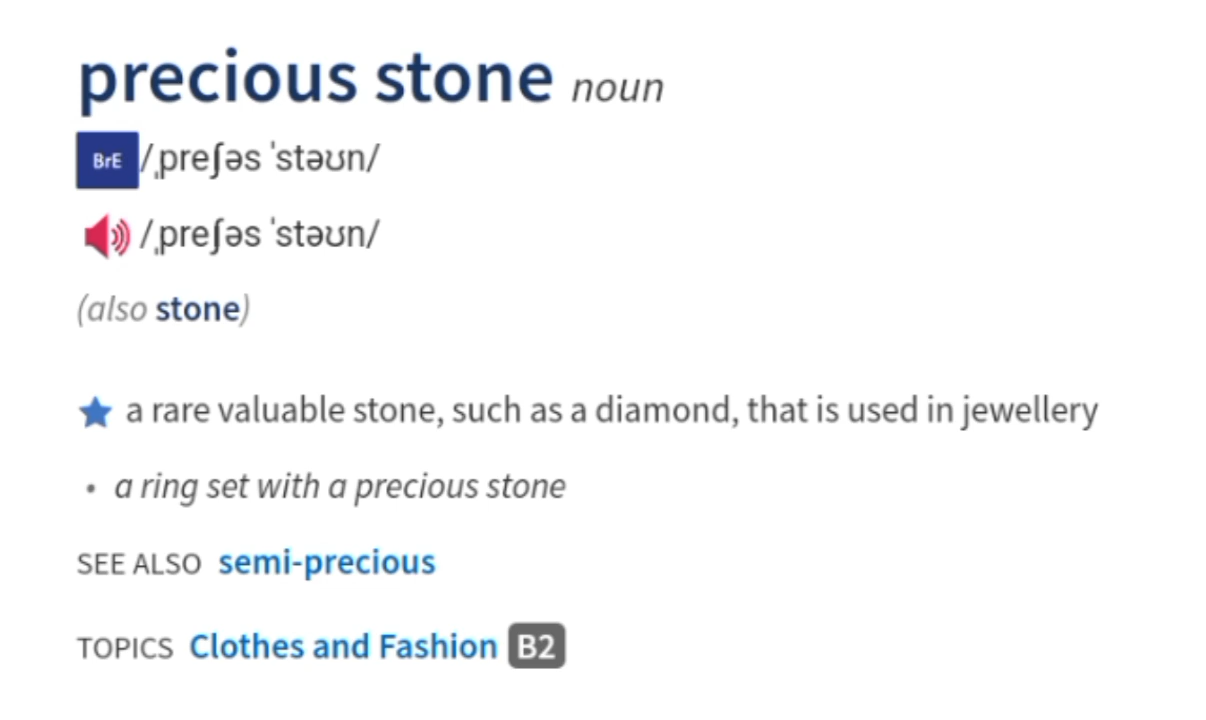 precious stone noun
BrE /ˌpreʃəs ˈstəʊn/
/ˌpreʃəs ˈstəʊn/
(also stone)
a rare valuable stone, such as a diamond, that is used in jewellery
• a ring set with a precious stone
SEE ALSO semi-precious
TOPICS Clothes and Fashion B2